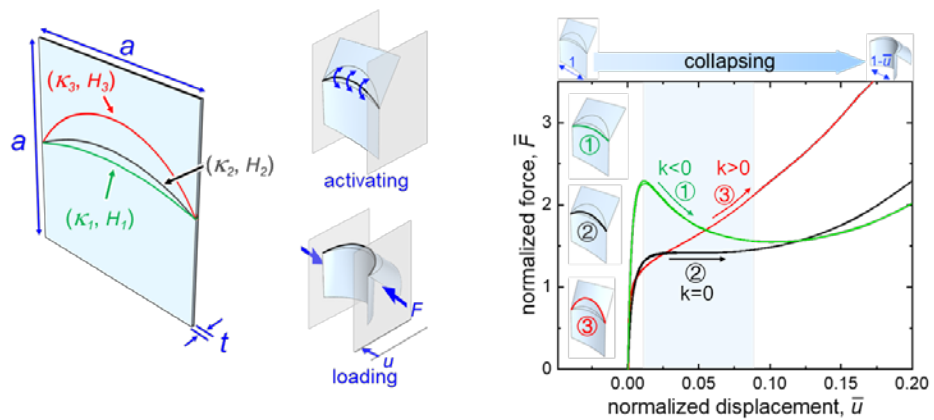 a
a
(κ₃, H₃)
(κ₂, H₂)
(κ₁, H₁)
t
activating
F
u
loading
1
collapsing
1-ū
normalized force, F̄
3
2
1
0
①
②
③
k<0
①
k>0
③
②
k=0
0.00
0.05
0.10
0.15
0.20
normalized displacement, ū